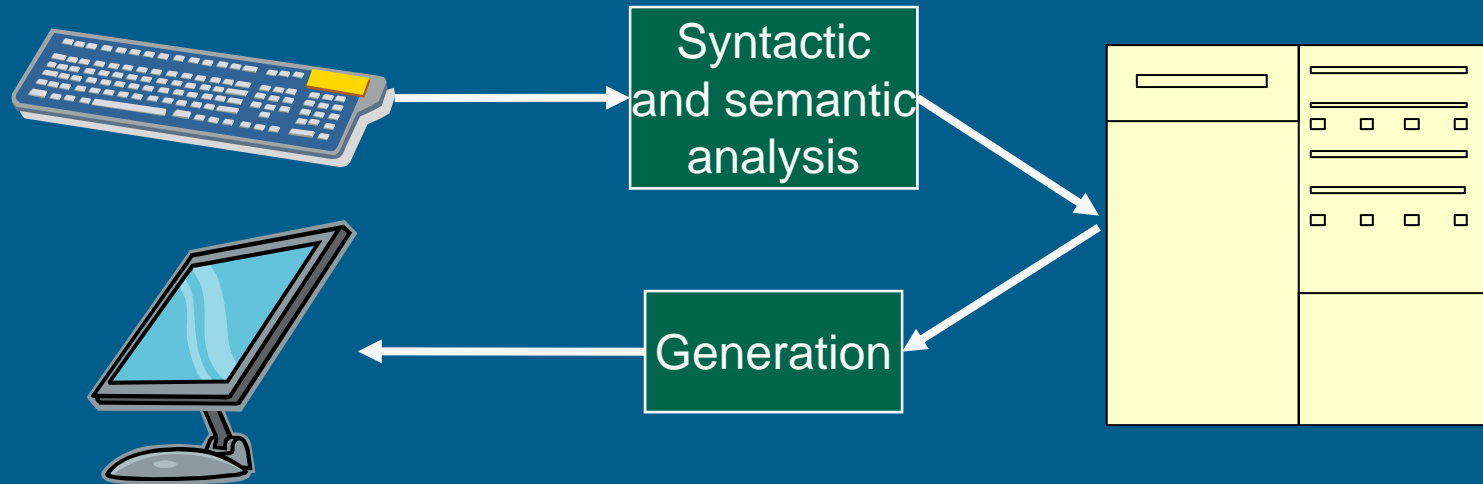 Syntactic
and semantic
analysis
Generation